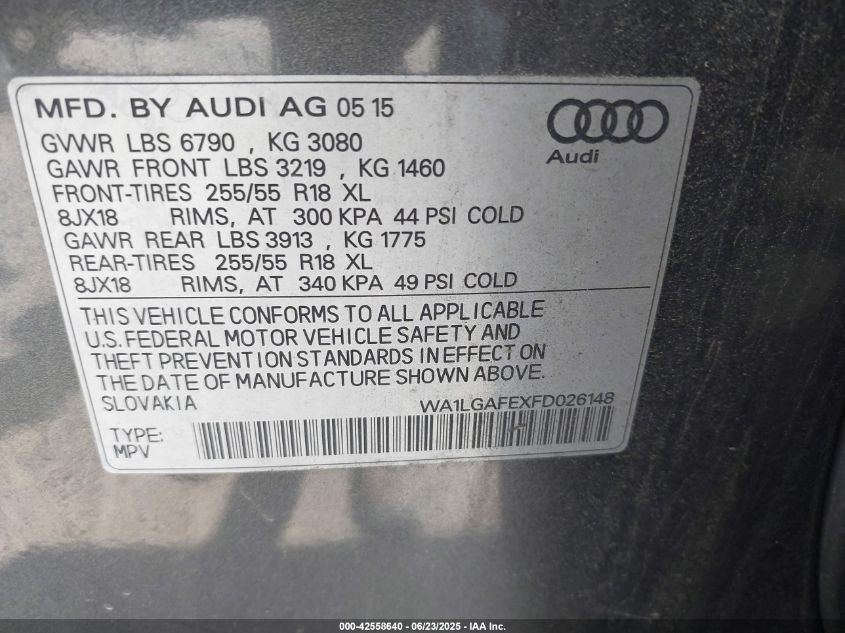 MFD. BY AUDI AG 05 15
GVWR LBS 6790 , KG 3080
GAWR FRONT LBS 3219 , KG 1460
FRONT-TIRES 255/55 R18 XL
8JX18 RIMS, AT 300 KPA 44 PSI COLD
GAWR REAR LBS 3913 , KG 1775
REAR-TIRES 255/55 R18 XL
8JX18 RIMS, AT 340 KPA 49 PSI COLD
Audi
THIS VEHICLE CONFORMS TO ALL APPLICABLE
U.S. FEDERAL MOTOR VEHICLE SAFETY AND
THEFT PREVENTION STANDARDS IN EFFECT ON
THE DATE OF MANUFACTURE SHOWN ABOVE.
SLOVAKIA WA1LGAFEXFD026148
TYPE:
MPV
000-42558640 - 06/23/2025 - IAA Inc.